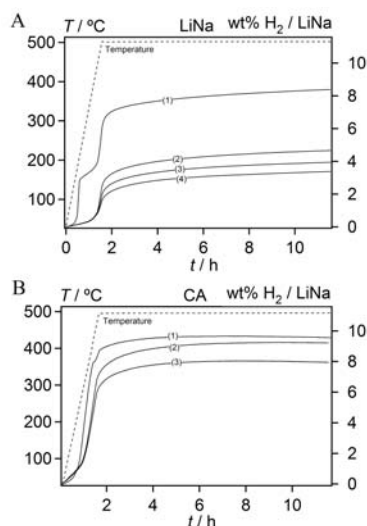 A
T / ºC LiNa wt% H₂ / LiNa
500
400
300
200
100
Temperature
(1)
(2)
(3)
(4)
10
8
6
4
2
0
0 2 4 6 8 10
t / h
B
T / ºC CA wt% H₂ / LiNa
500
400
300
200
100
Temperature
(1)
(2)
(3)
10
8
6
4
2
0
0 2 4 6 8 10
t / h